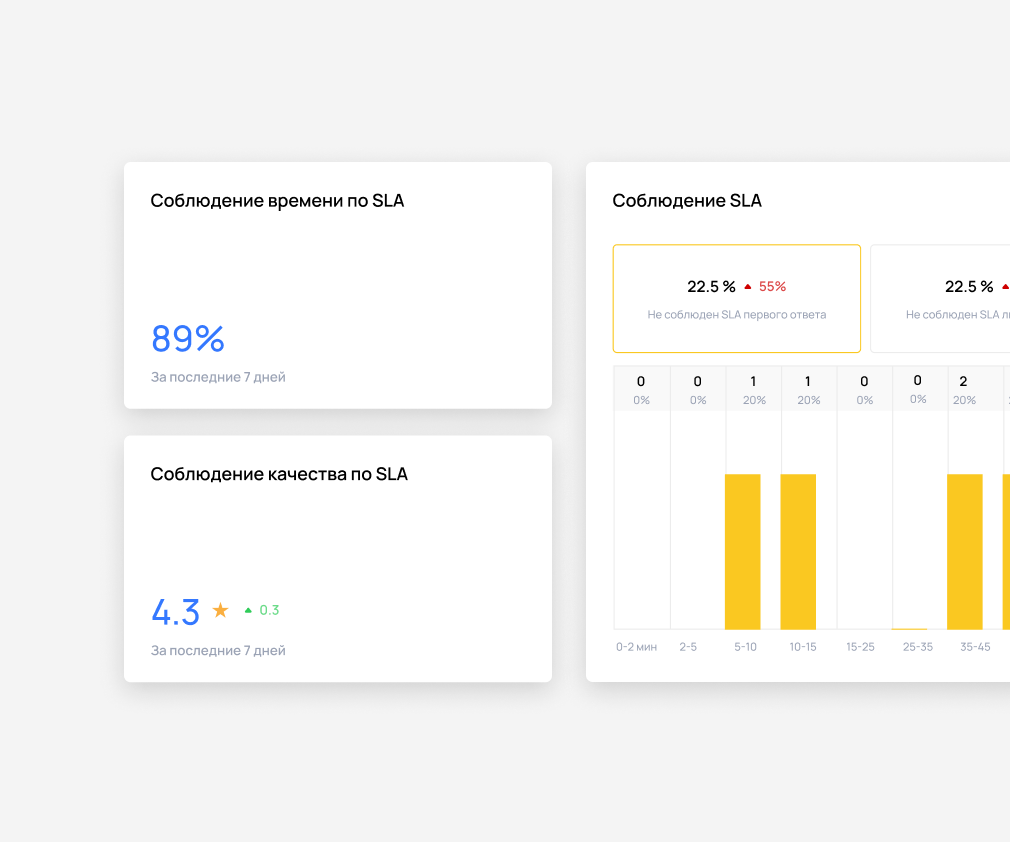 Соблюдение времени по SLA
89%
За последние 7 дней
Соблюдение качества по SLA
4.3 ★ ▲ 0.3
За последние 7 дней
Соблюдение SLA
22.5 % ▲ 55%
Не соблюден SLA первого ответа
22.5 % ▲
Не соблюден SLA
0 0 1 1 0 0 2
0% 0% 20% 20% 0% 0% 20%
0-2 мин 2-5 5-10 10-15 15-25 25-35 35-45